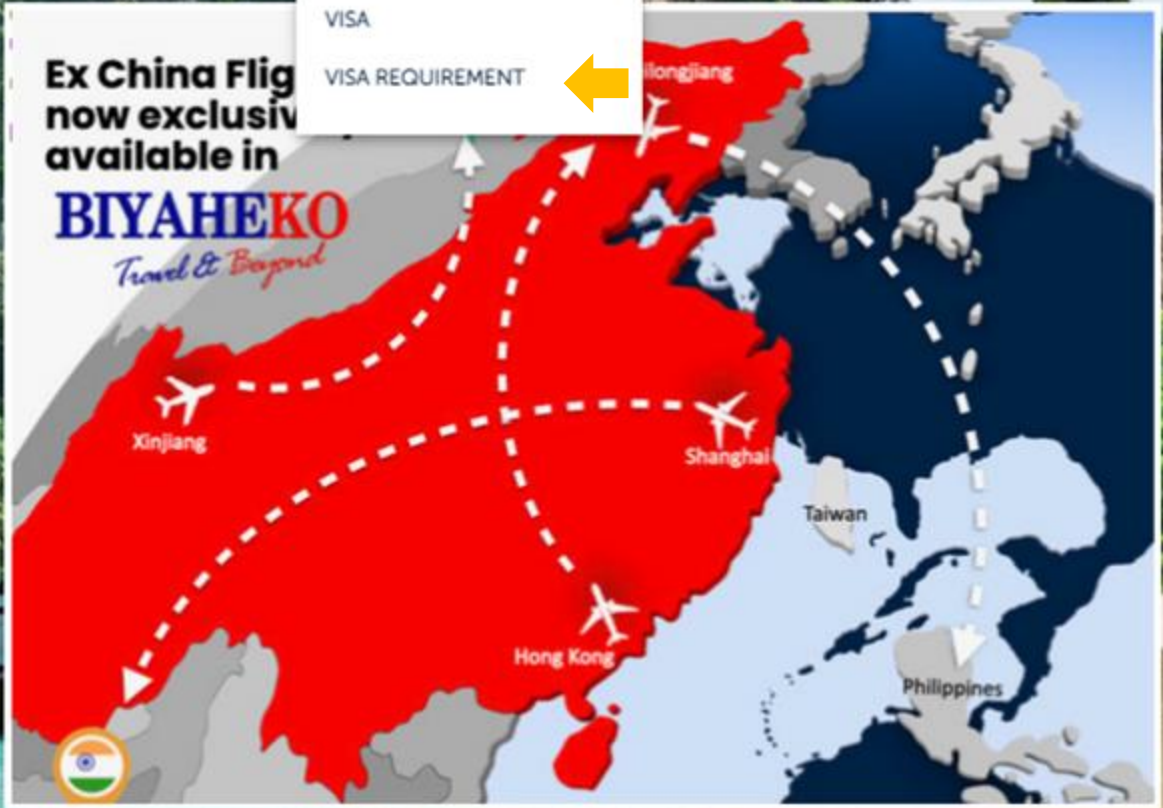 VISA
VISA REQUIREMENT
Ex China Flig
now exclusiv
available in
BIYAHEKO
Travel & Beyond
ilongjiang
Xinjiang
Shanghai
Taiwan
Hong Kong
Philippines